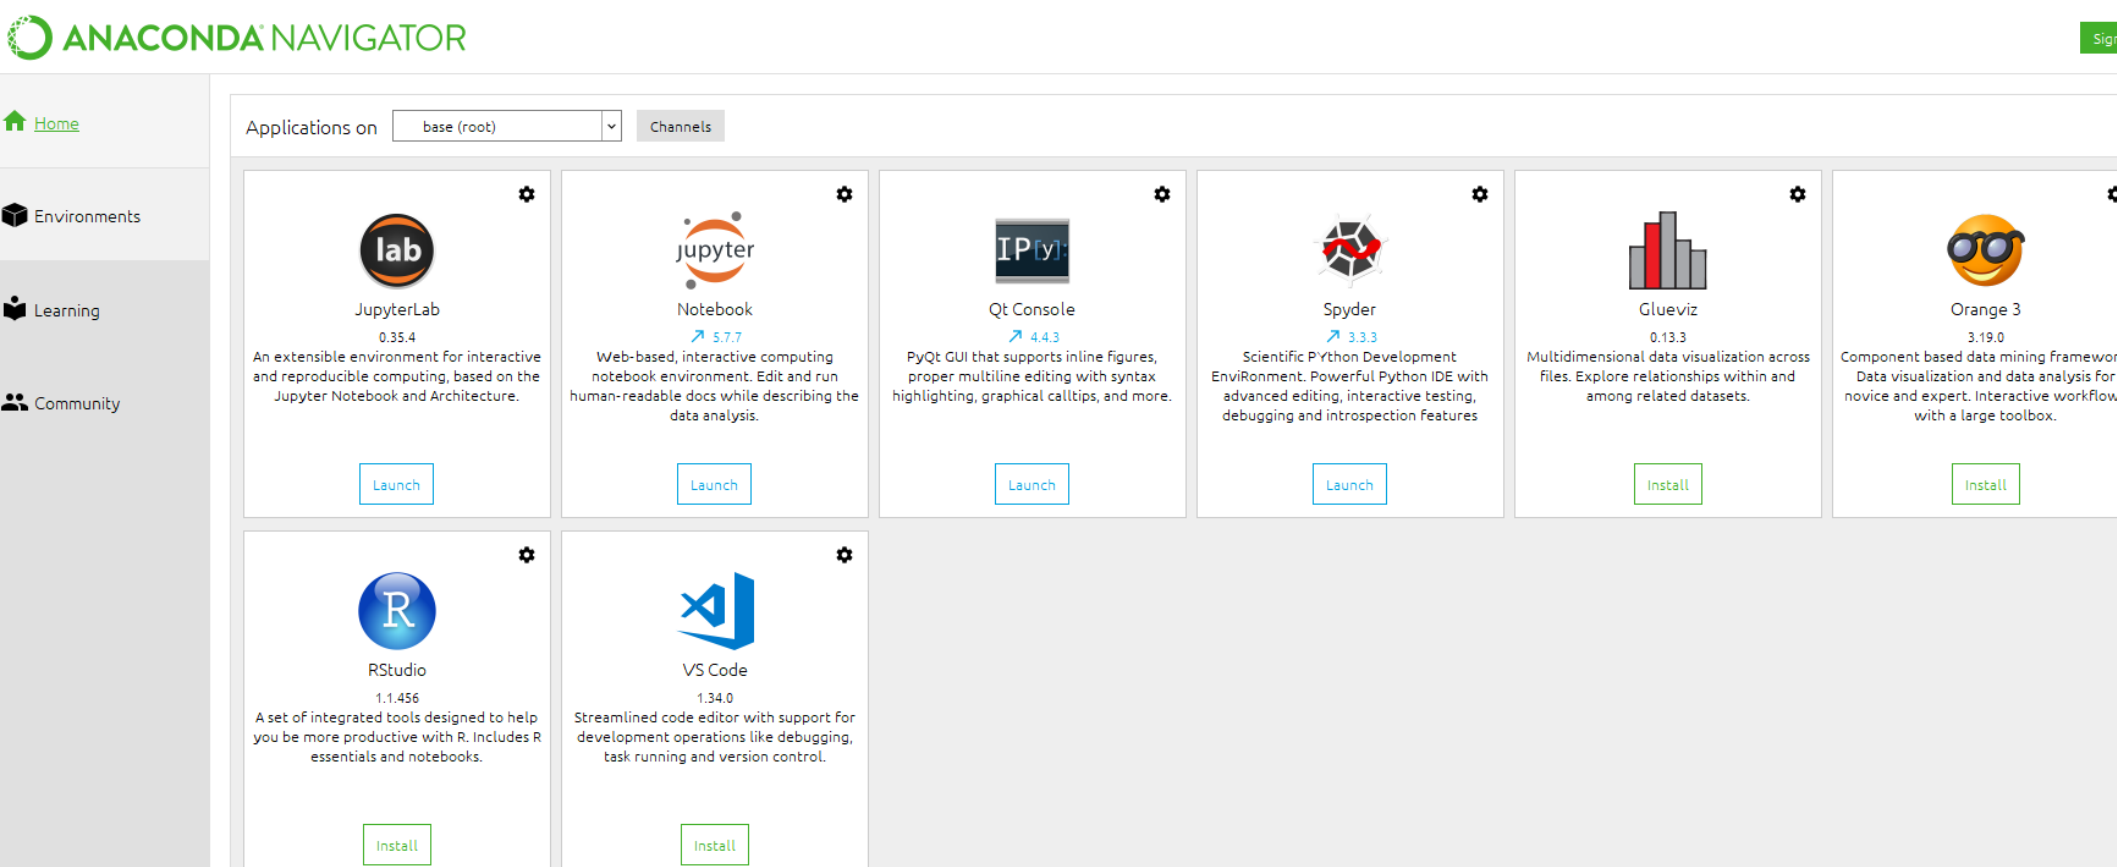 ANACONDA NAVIGATOR
Sign
Home
Environments
Learning
Community
Applications on
base (root)
Channels
lab
JupyterLab
0.35.4
An extensible environment for interactive
and reproducible computing, based on the
Jupyter Notebook and Architecture.
Launch
jupyter
Notebook
5.7.7
Web-based, interactive computing
notebook environment. Edit and run
human-readable docs while describing the
data analysis.
Launch
IP[y]:
Qt Console
4.4.3
PyQt GUI that supports inline figures,
proper multiline editing with syntax
highlighting, graphical calltips, and more.
Launch
Spyder
3.3.3
Scientific PYthon Development
EnviRonment. Powerful Python IDE with
advanced editing, interactive testing,
debugging and introspection features
Launch
Glueviz
0.13.3
Multidimensional data visualization across
files. Explore relationships within and
among related datasets.
Install
Orange 3
3.19.0
Component based data mining framewor
Data visualization and data analysis for
novice and expert. Interactive workflow
with a large toolbox.
Install
R
RStudio
1.1.456
A set of integrated tools designed to help
you be more productive with R. Includes R
essentials and notebooks.
Install
VS Code
1.34.0
Streamlined code editor with support for
development operations like debugging,
task running and version control.
Install